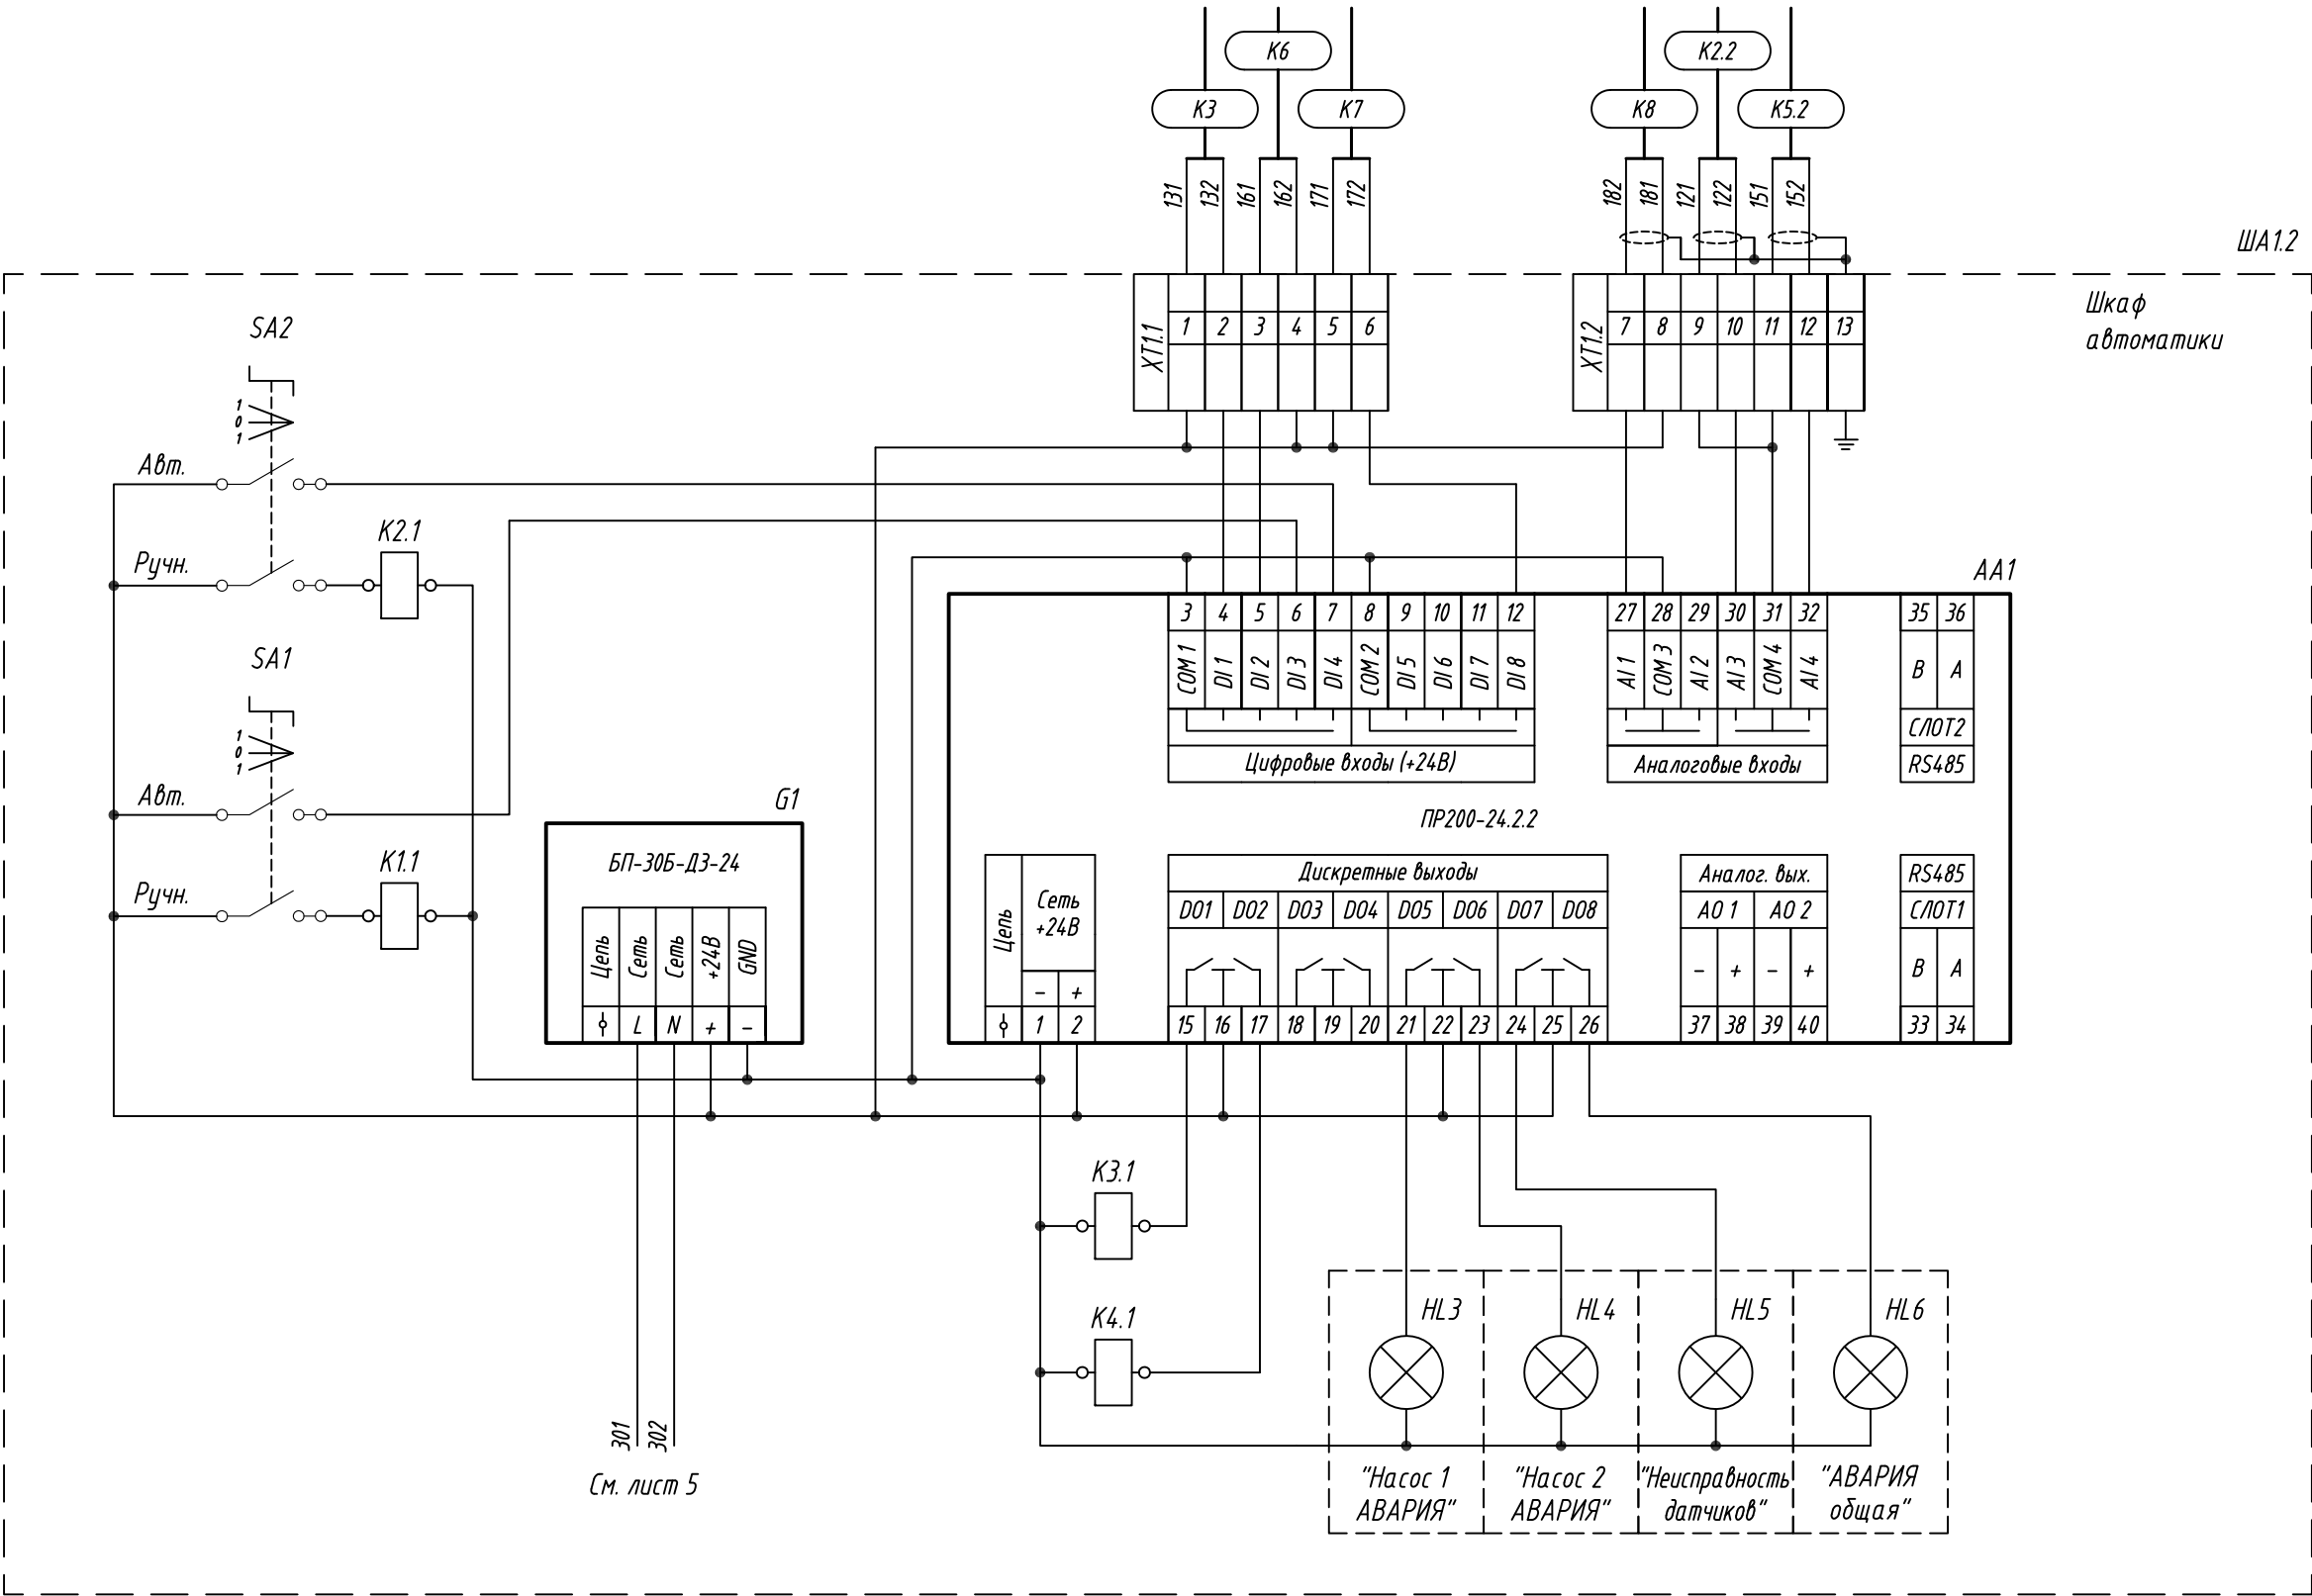 К6
К2.2
К3
К7
К8
К5.2
131 132 161 162 171 172
182 181 121 122 151 152
ША1.2
Шкаф
автоматики
XT1.1
1 2 3 4 5 6
XT1.2
7 8 9 10 11 12 13
SA2
1
0
1
Авт.
К2.1
Ручн.
SA1
1
0
1
Авт.
К1.1
Ручн.
G1
БП-30Б-Д3-24
Цепь Сеть Сеть +24В GND
L N + -
301 302
См. лист 5
АА1
3 4 5 6 7 8 9 10 11 12
COM 1 DI 1 DI 2 DI 3 DI 4 COM 2 DI 5 DI 6 DI 7 DI 8
Цифровые входы (+24В)
27 28 29 30 31 32
AI 1 COM 3 AI 2 AI 3 COM 4 AI 4
Аналоговые входы
35 36
В А
СЛОТ2
RS485
ПР200-24.2.2
Цепь
Сеть
+24В
- +
1 2
Дискретные выходы
DO1 DO2 DO3 DO4 DO5 DO6 DO7 DO8
15 16 17 18 19 20 21 22 23 24 25 26
Аналог. вых.
АО 1 АО 2
- + - +
37 38 39 40
RS485
СЛОТ1
В А
33 34
К3.1
К4.1
HL3
HL4
HL5
HL6
"Насос 1
АВАРИЯ"
"Насос 2
АВАРИЯ"
"Неисправность
датчиков"
"АВАРИЯ
общая"